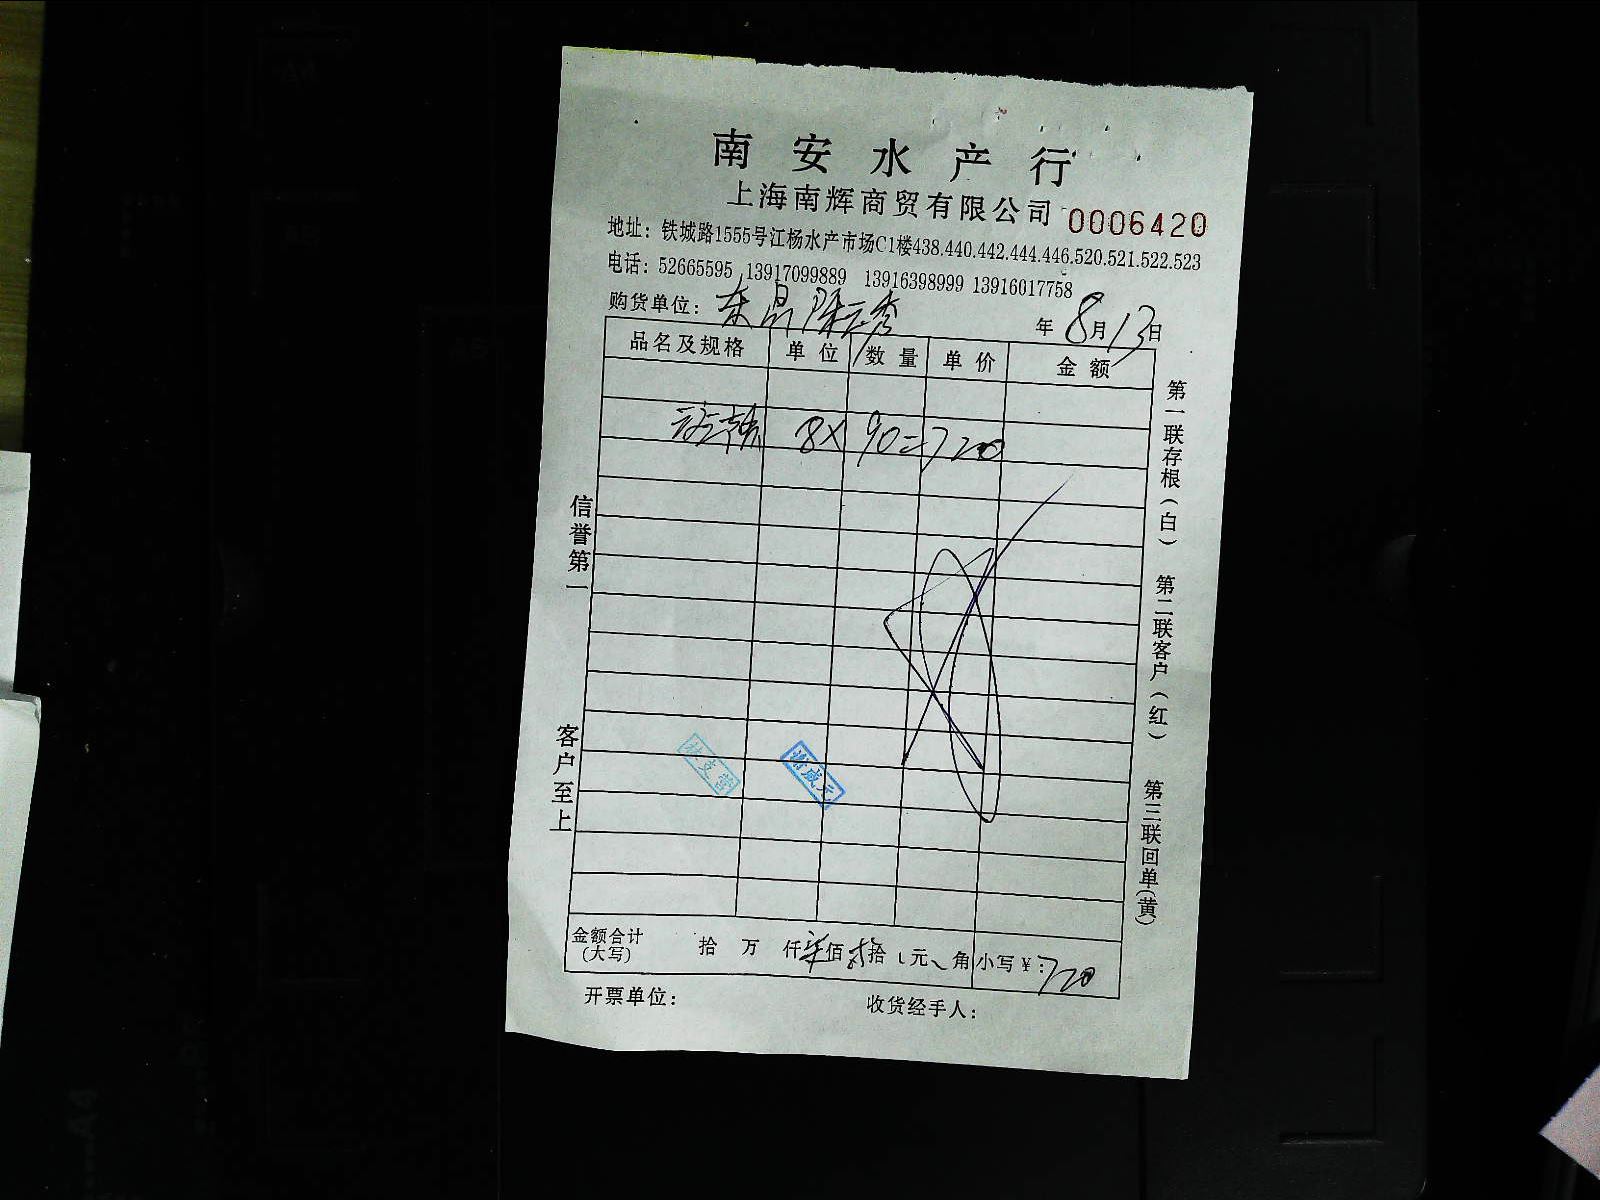 南安水产行
上海南辉商贸有限公司 0006420
地址：铁城路1555号江杨水产市场C1楼438.440.442.444.446.520.521.522.523
电话：52665595 13917099889 13916398999 13916017758
购货单位： 年 8月13日
品名及规格 单位 数量 单价 金额
8X 90=720
信誉第一
客户至上
第一联存根（白） 第二联客户（红） 第三联回单（黄）
金额合计（大写） 拾 万 仟柒佰贰拾 元 角 小写￥：720
开票单位： 收货经手人：